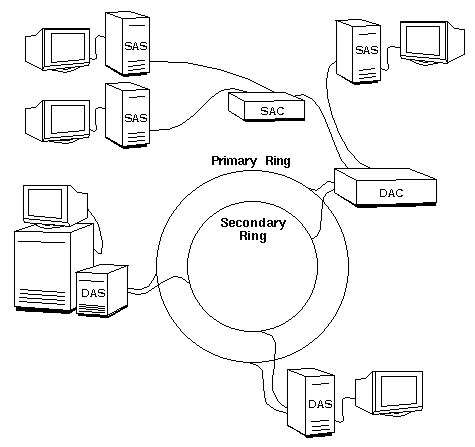 SAS
SAS
SAS
SAC
Primary Ring
DAC
Secondary
Ring
DAS
DAS